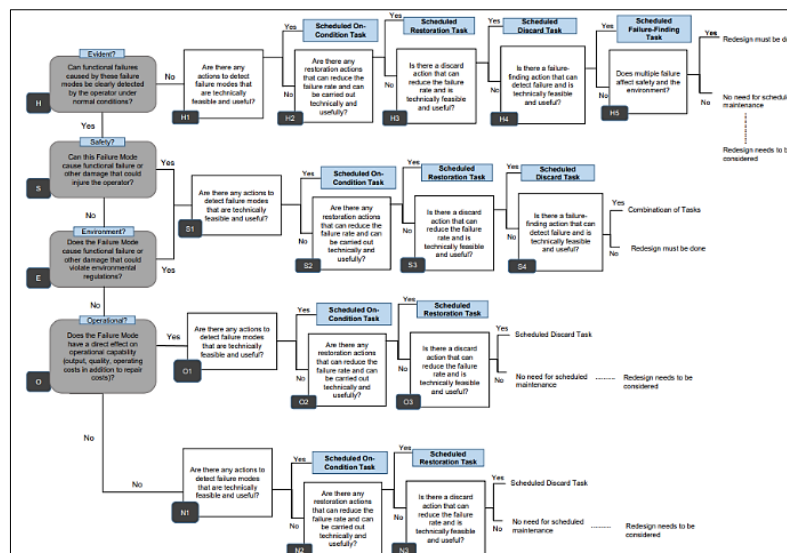 Evident?
Can functional failures
caused by these failure
modes be clearly detected
by the operator under
normal conditions?
H
No
Yes
Are there any
actions to detect
failure modes that
are technically
feasible and useful?
H1
Yes
No
Scheduled On-
Condition Task
Are there any
restoration actions
that can reduce the
failure rate and can
be carried out
technically and
usefully?
H2
Yes
No
Scheduled
Restoration Task
Is there a discard
action that can
reduce the failure
rate and is
technically feasible
and useful?
H3
Yes
No
Scheduled
Discard Task
Is there a failure-
finding action that
can detect failure
and is technically
feasible and
useful?
H4
Yes
No
Scheduled
Failure-Finding
Task
Does multiple failure
affect safety and the
environment?
H5
Yes
Redesign must be done
No
No need for scheduled
maintenance
Redesign needs to be
considered
Safety?
Can this Failure Mode
cause functional failure or
other damage that could
injure the operator?
S
Yes
No
Are there any actions to
detect failure modes that
are technically feasible
and useful?
S1
Yes
No
Scheduled On-
Condition Task
Are there any
restoration actions that
can reduce the failure
rate and can be
carried out technically
and usefully?
S2
Yes
No
Scheduled
Restoration Task
Is there a discard
action that can
reduce the failure
rate and is
technically feasible
and useful?
S3
Yes
No
Scheduled
Discard Task
Is there a failure-
finding action that can
detect failure and is
technically feasible
and useful?
S4
Yes
Combinatioan of Tasks
No
Redesign must be done
Environment?
Does the Failure Mode
cause functional failure or
other damage that could
violate environmental
regulations?
E
Yes
No
Operational?
Does the Failure Mode
have a direct effect on
operational capability
(output, quality, operating
costs in addition to repair
costs)?
O
Yes
No
Are there any actions to
detect failure modes
that are technically
feasible and useful?
O1
Yes
No
Scheduled On-
Condition Task
Are there any
restoration actions that
can reduce the failure
rate and can be
carried out technically
and usefully?
O2
Yes
No
Scheduled
Restoration Task
Is there a discard
action that can
reduce the failure
rate and is
technically feasible
and useful?
O3
Yes
Scheduled Discard Task
No
No need for scheduled
maintenance
Redesign needs to be
considered
No
Are there any actions to
detect failure modes
that are technically
feasible and useful?
N1
Yes
No
Scheduled On-
Condition Task
Are there any
restoration actions that
can reduce the failure
rate and can be
carried out technically
and usefully?
N2
Yes
No
Scheduled
Restoration Task
Is there a discard
action that can
reduce the failure
rate and is
technically feasible
and useful?
N3
Yes
Scheduled Discard Task
No
No need for scheduled
maintenance
Redesign needs to be
considered